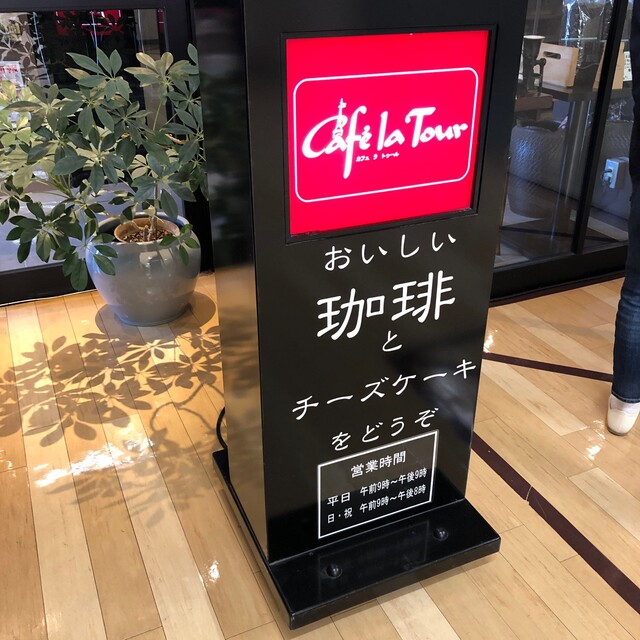 Café la Tour
カフェ ラ トゥール
おいしい
珈琲
と
チーズケーキ
をどうぞ
営業時間
平日 午前9時〜午後9時
日・祝 午前9時〜午後8時